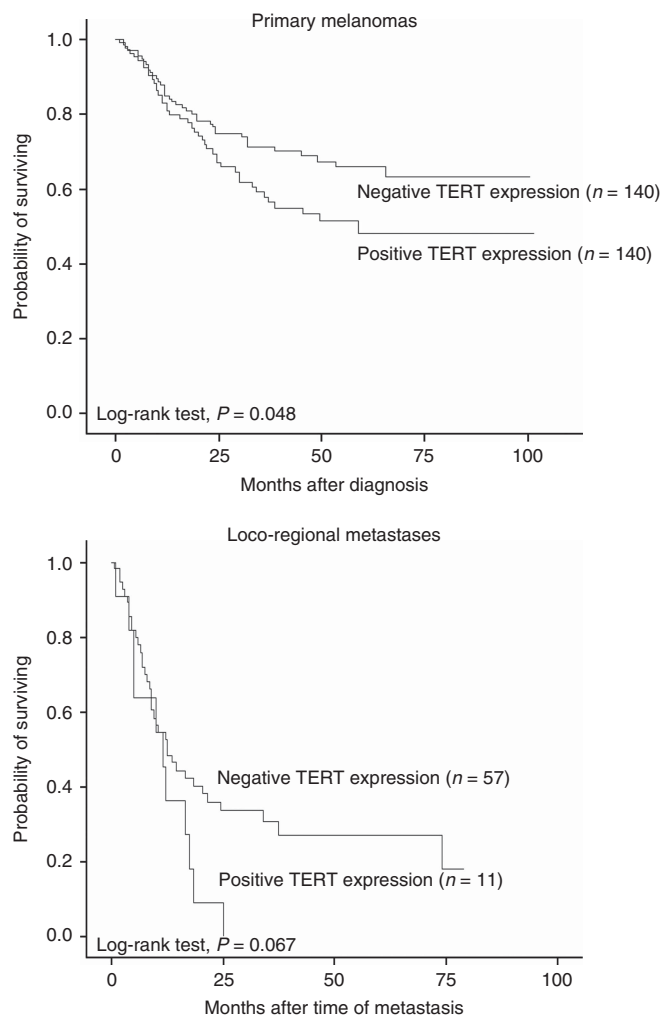 Primary melanomas
1.0
0.8
0.6
0.4
0.2
0.0
Probability of surviving
Negative TERT expression (n = 140)
Positive TERT expression (n = 140)
Log-rank test, P = 0.048
0 25 50 75 100
Months after diagnosis
Loco-regional metastases
1.0
0.8
0.6
0.4
0.2
0.0
Probability of surviving
Negative TERT expression (n = 57)
Positive TERT expression (n = 11)
Log-rank test, P = 0.067
0 25 50 75 100
Months after time of metastasis